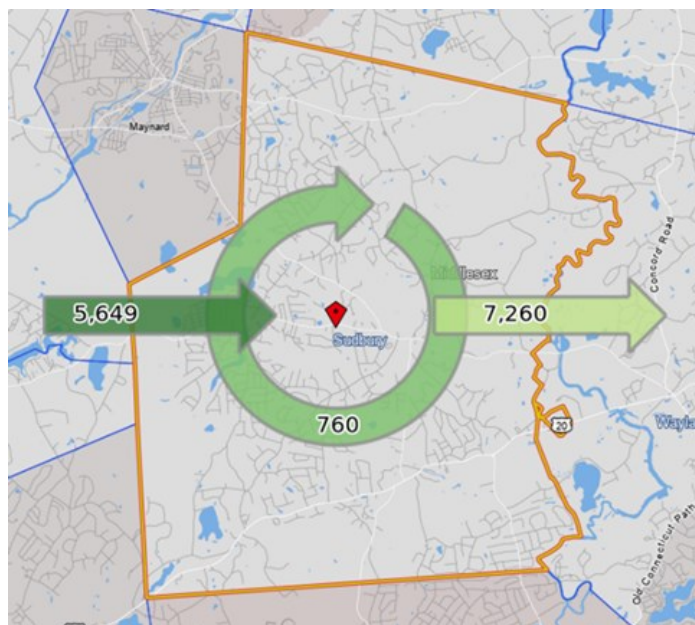 Maynard
Concord Road
Middlesex
5,649
7,260
Sudbury
760
20
Wayla
Old Connecticut Path